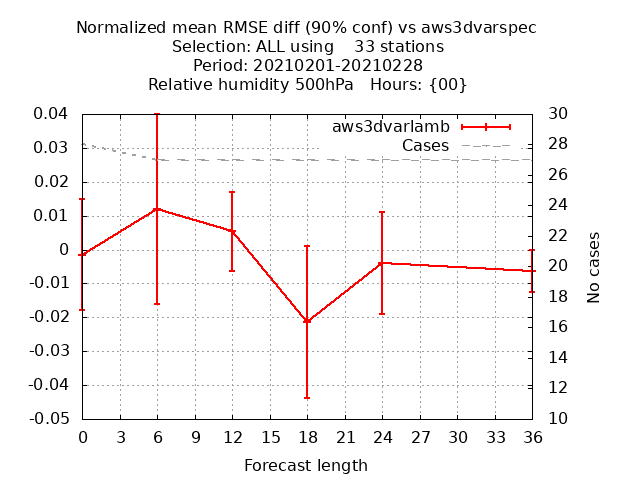 Normalized mean RMSE diff (90% conf) vs aws3dvarspec
Selection: ALL using 33 stations
Period: 20210201-20210228
Relative humidity 500hPa Hours: {00}
0.04
0.03
0.02
0.01
0
-0.01
-0.02
-0.03
-0.04
-0.05
aws3dvarlamb
Cases
30
28
26
24
22
20
18
16
14
12
10
No cases
0 3 6 9 12 15 18 21 24 27 30 33 36
Forecast length